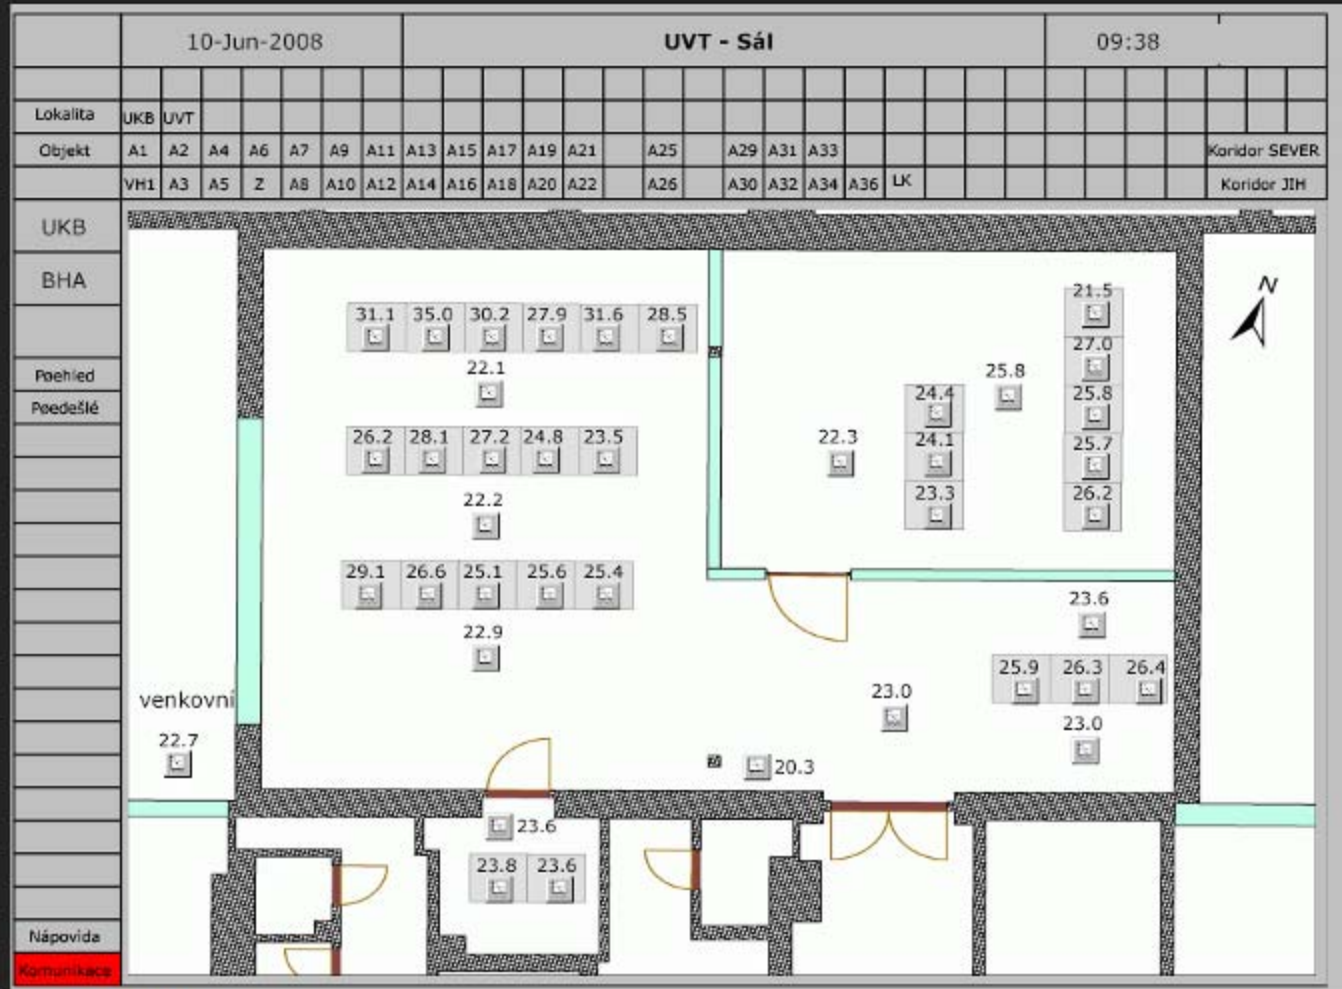 10-Jun-2008 UVT - Sál 09:38
Lokalita UKB UVT
Objekt A1 A2 A4 A6 A7 A9 A11 A13 A15 A17 A19 A21 A25 A29 A31 A33 Koridor SEVER
VH1 A3 A5 Z A8 A10 A12 A14 A16 A18 A20 A22 A26 A30 A32 A34 A36 LK Koridor JIH
UKB
BHA
Pøehled
Pøedešlé
Nápovida
Komunikace
N
31.1 35.0 30.2 27.9 31.6 28.5
22.1
26.2 28.1 27.2 24.8 23.5
22.2
29.1 26.6 25.1 25.6 25.4
22.9
21.5
27.0
25.8
25.8
25.7
26.2
24.4
24.1
23.3
22.3
23.6
25.9 26.3 26.4
23.0
23.0
20.3
venkovní
22.7
23.6
23.8 23.6